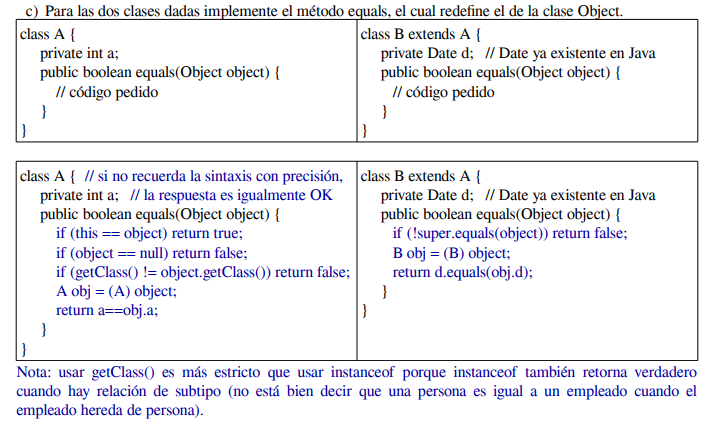 c) Para las dos clases dadas implemente el método equals, el cual redefine el de la clase Object.
class A {
private int a;
public boolean equals(Object object) {
// código pedido
}
}
class B extends A {
private Date d; // Date ya existente en Java
public boolean equals(Object object) {
// código pedido
}
}
class A { // si no recuerda la sintaxis con precisión,
private int a; // la respuesta es igualmente OK
public boolean equals(Object object) {
if (this == object) return true;
if (object == null) return false;
if (getClass() != object.getClass()) return false;
A obj = (A) object;
return a==obj.a;
}
}
class B extends A {
private Date d; // Date ya existente en Java
public boolean equals(Object object) {
if (!super.equals(object)) return false;
B obj = (B) object;
return d.equals(obj.d);
}
}
Nota: usar getClass() es más estricto que usar instanceof porque instanceof también retorna verdadero
cuando hay relación de subtipo (no está bien decir que una persona es igual a un empleado cuando el
empleado hereda de persona).